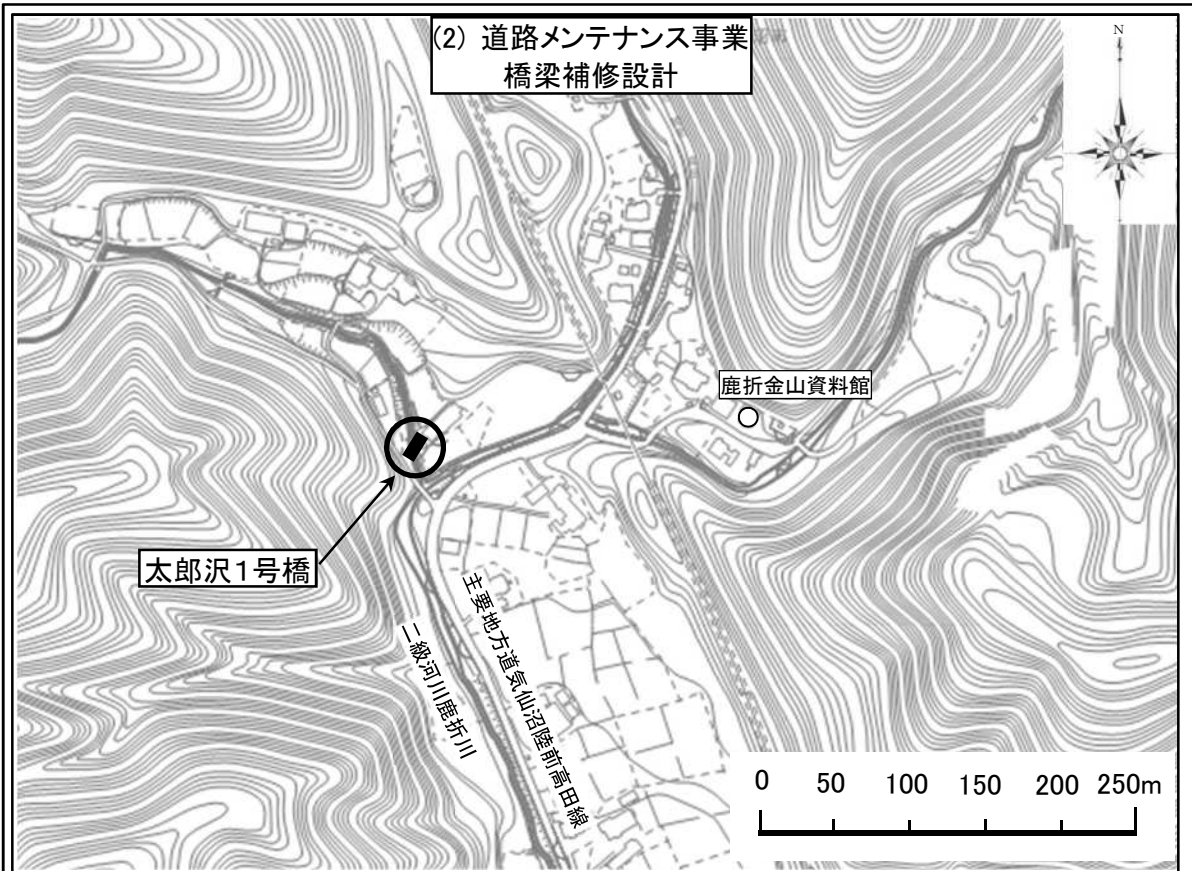 (2) 道路メンテナンス事業
橋梁補修設計
N
鹿折金山資料館
太郎沢1号橋
二級河川鹿折川
主要地方道気仙沼陸前高田線
0 50 100 150 200 250m